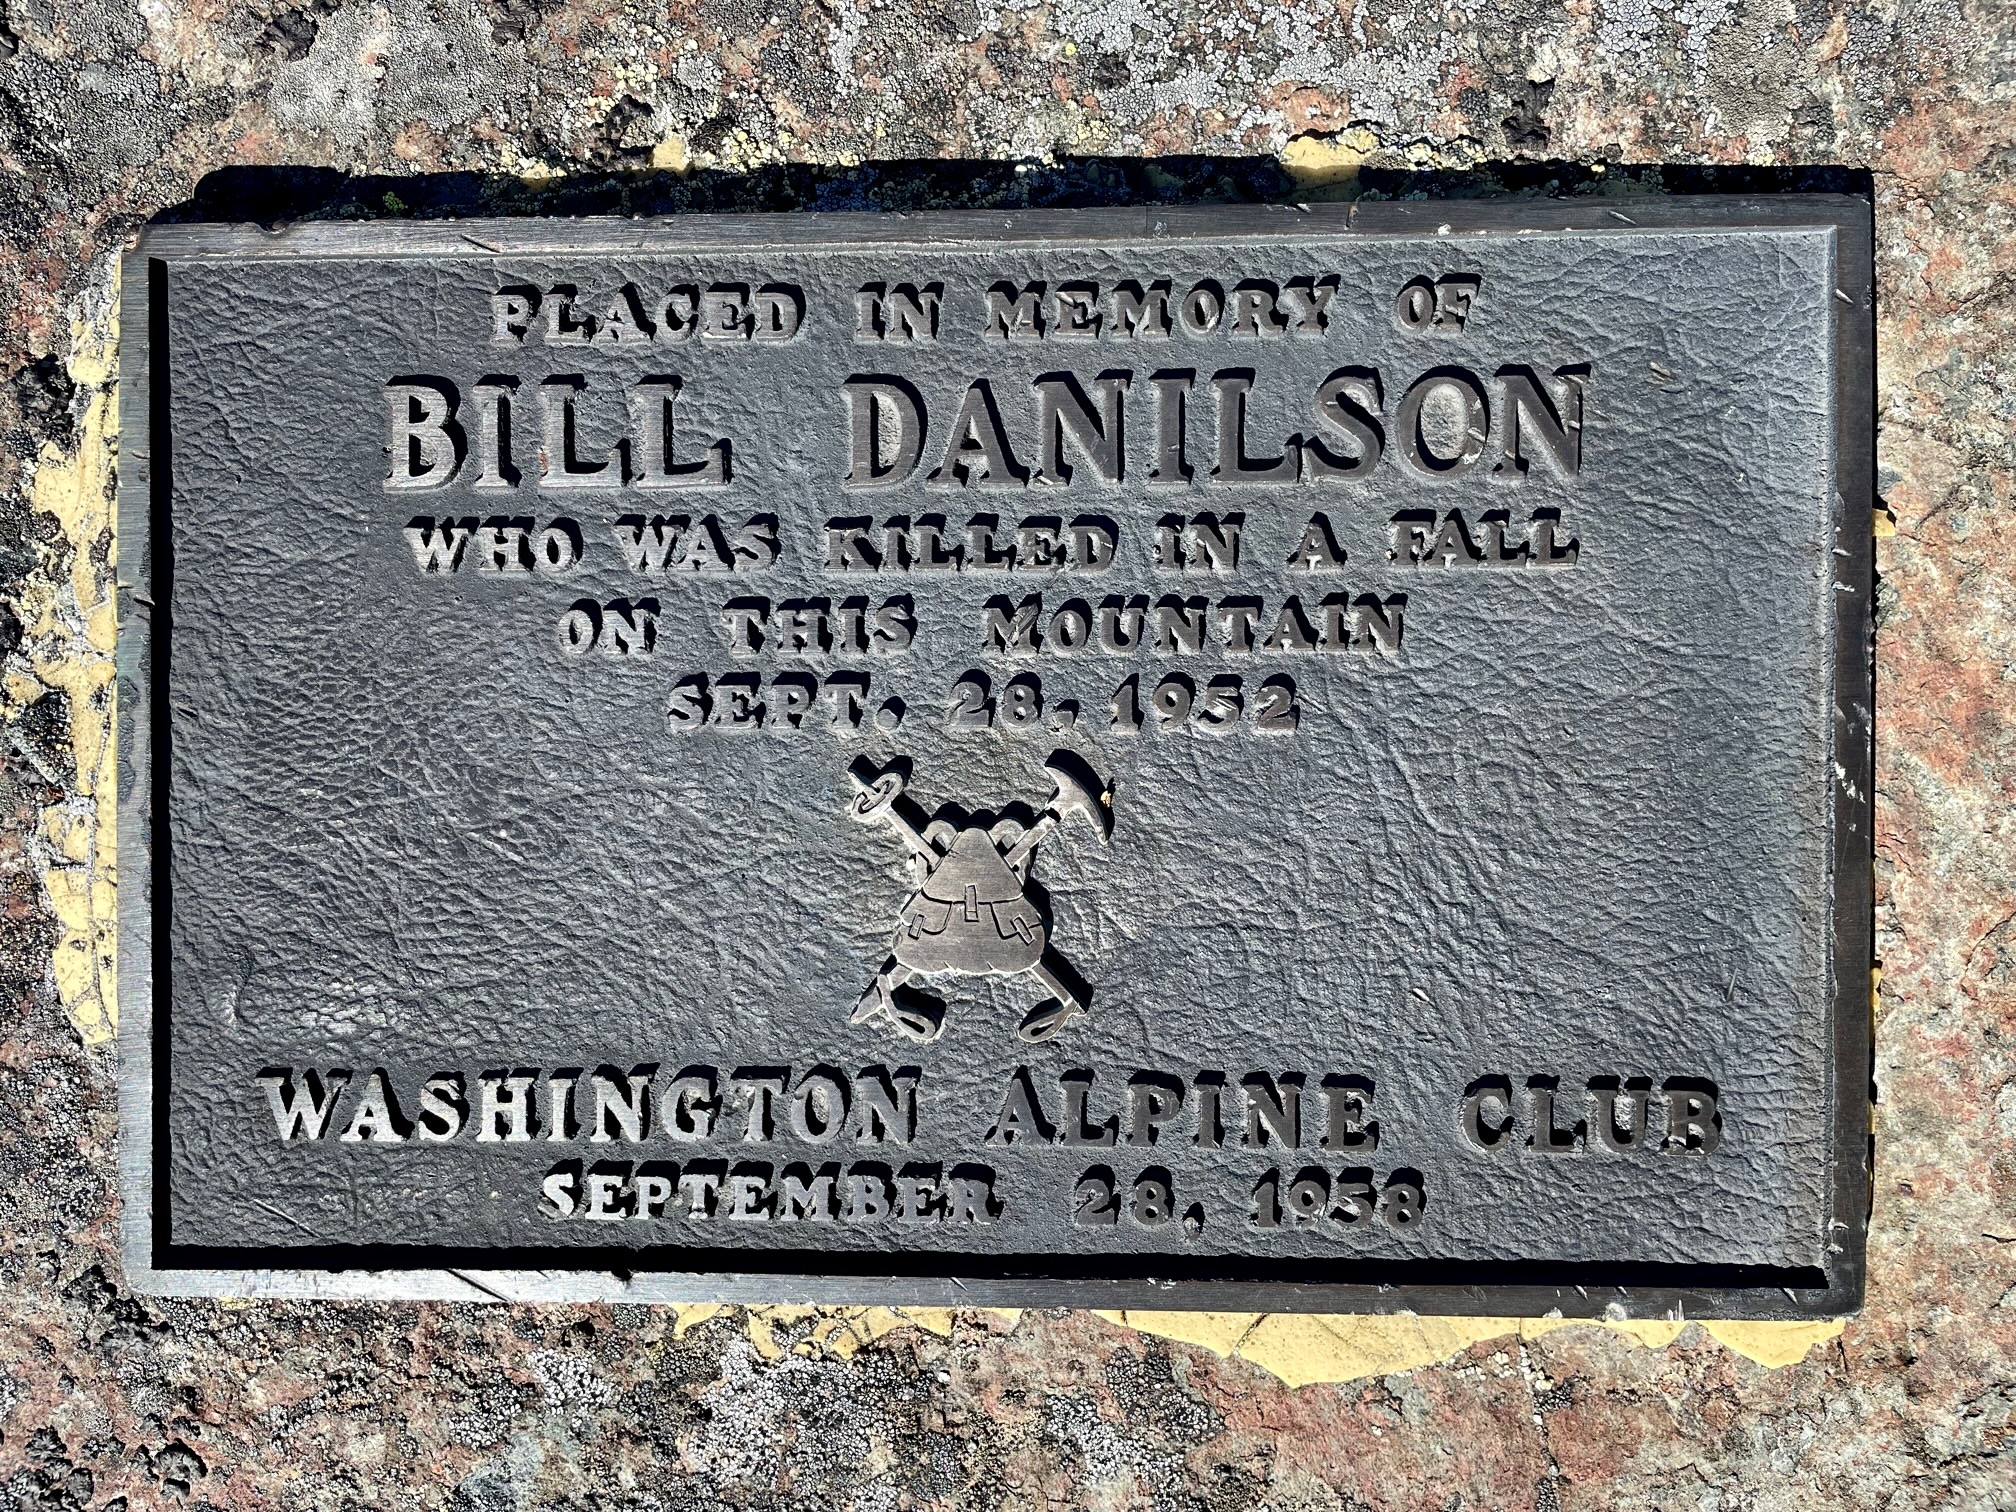 PLACED IN MEMORY OF
BILL DANILSON
WHO WAS KILLED IN A FALL
ON THIS MOUNTAIN
SEPT. 28, 1952
WASHINGTON ALPINE CLUB
SEPTEMBER 28, 1958